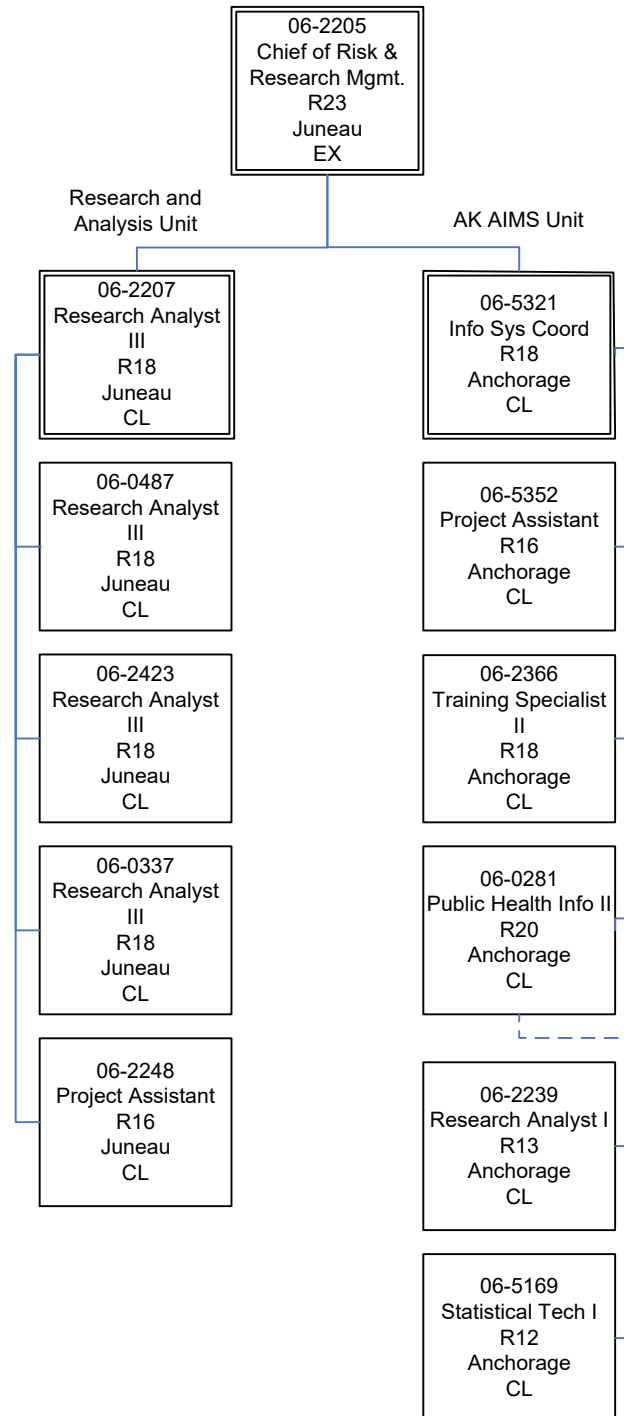 06-2205
Chief of Risk &
Research Mgmt.
R23
Juneau
EX
Research and
Analysis Unit
AK AIMS Unit
06-2207
Research Analyst
III
R18
Juneau
CL
06-0487
Research Analyst
III
R18
Juneau
CL
06-2423
Research Analyst
III
R18
Juneau
CL
06-0337
Research Analyst
III
R18
Juneau
CL
06-2248
Project Assistant
R16
Juneau
CL
06-5321
Info Sys Coord
R18
Anchorage
CL
06-5352
Project Assistant
R16
Anchorage
CL
06-2366
Training Specialist
II
R18
Anchorage
CL
06-0281
Public Health Info II
R20
Anchorage
CL
06-2239
Research Analyst I
R13
Anchorage
CL
06-5169
Statistical Tech I
R12
Anchorage
CL